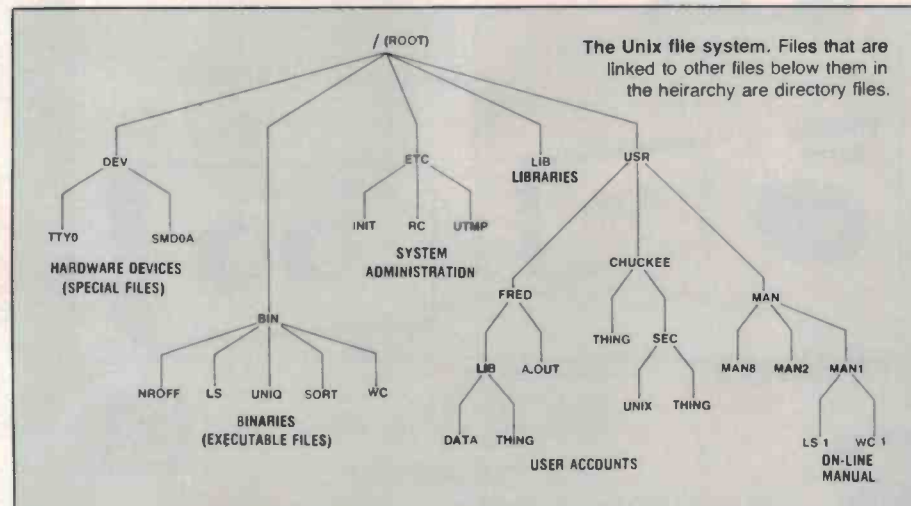 / (ROOT)
The Unix file system. Files that are
linked to other files below them in
the heirarchy are directory files.
DEV
ETC
LIB
LIBRARIES
USR
TTY0
SMD0A
HARDWARE DEVICES
(SPECIAL FILES)
INIT
RC
UTMP
SYSTEM
ADMINISTRATION
CHUCKEE
FRED
MAN
BIN
THING
SEC
NROFF
LS
UNIQ
SORT
WC
BINARIES
(EXECUTABLE FILES)
LIB
A.OUT
MAN8
MAN2
MAN1
UNIX
THING
DATA
THING
LS 1
WC 1
USER ACCOUNTS
ON-LINE
MANUAL